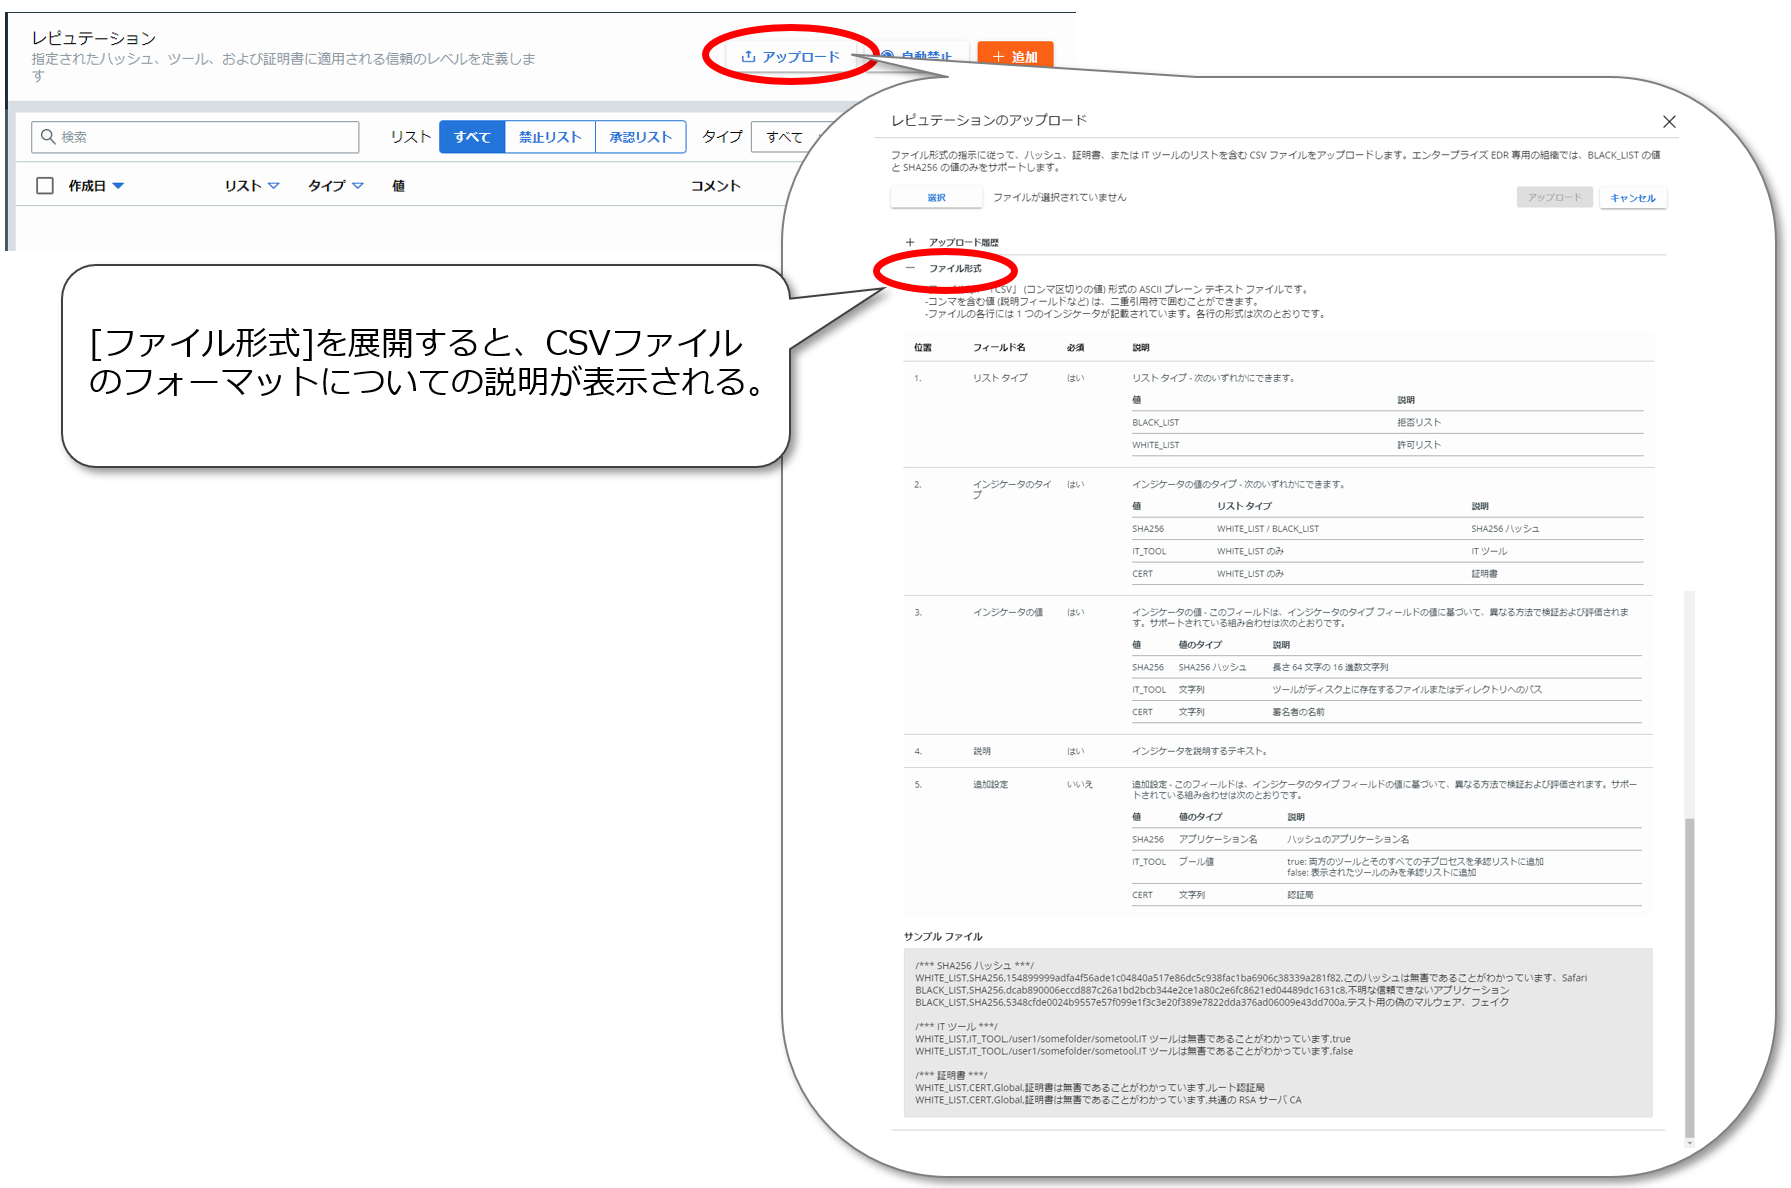 レピュテーション
指定されたハッシュ、ツール、および証明書に適用される信頼のレベルを定義しま
す
アップロード
自動禁止
+ 追加
検索
リスト
すべて
禁止リスト
承認リスト
タイプ
すべて
作成日
リスト
タイプ
値
コメント
[ファイル形式]を展開すると、CSVファイル
のフォーマットについての説明が表示される。
レピュテーションのアップロード
ファイル形式の指示に従って、ハッシュ、証明書、または IT ツールのリストを含む CSV ファイルをアップロードします。エンタープライズ EDR 専用の組織では、BLACK_LIST の値
と SHA256 の値のみをサポートします。
選択
ファイルが選択されていません
アップロード
キャンセル
+ アップロード履歴
− ファイル形式
CSV」 (コンマ区切りの値) 形式の ASCII プレーン テキスト ファイルです。
-コンマを含む値 (説明フィールドなど) は、二重引用符で囲むことができます。
-ファイルの各行には 1 つのインジケータが記載されています。各行の形式は次のとおりです。
位置 フィールド名 必須 説明
1. リスト タイプ はい リスト タイプ - 次のいずれかにできます。
値 説明
BLACK_LIST 拒否リスト
WHITE_LIST 許可リスト
2. インジケータのタイ はい インジケータの値のタイプ - 次のいずれかにできます。
プ
値 リスト タイプ 説明
SHA256 WHITE_LIST / BLACK_LIST SHA256 ハッシュ
IT_TOOL WHITE_LIST のみ IT ツール
CERT WHITE_LIST のみ 証明書
3. インジケータの値 はい インジケータの値 - このフィールドは、インジケータのタイプ フィールドの値に基づいて、異なる方法で検証および評価されま
す。サポートされている組み合わせは次のとおりです。
値 値のタイプ 説明
SHA256 SHA256 ハッシュ 長さ 64 文字の 16 進数文字列
IT_TOOL 文字列 ツールがディスク上に存在するファイルまたはディレクトリへのパス
CERT 文字列 署名者の名前
4. 説明 はい インジケータを説明するテキスト。
5. 追加設定 いいえ 追加設定 - このフィールドは、インジケータのタイプ フィールドの値に基づいて、異なる方法で検証および評価されます。サポー
トされている組み合わせは次のとおりです。
値 値のタイプ 説明
SHA256 アプリケーション名 ハッシュのアプリケーション名
IT_TOOL ブール値 true: 両方のツールとそのすべての子プロセスを承認リストに追加
false: 表示されたツールのみを承認リストに追加
CERT 文字列 認証局
サンプル ファイル
/*** SHA256 ハッシュ ***/
WHITE_LIST,SHA256,154899999adfa4f56ade1c04840a517e86dc5c938fac1ba6906c38339a281f82,このハッシュは無害であることがわかっています、Safari
BLACK_LIST,SHA256,dcab890006eccd887c26a1bd2bcb344e2ce1a80c2e6fc8621ed04489dc1631c8,不明な信頼できないアプリケーション
BLACK_LIST,SHA256,5348cfde0024b9557e57f099e1f3c3e20f389e7822dda376ad06009e43dd700a,テスト用の偽のマルウェア、フェイク
/*** IT ツール ***/
WHITE_LIST,IT_TOOL,/user1/somefolder/sometool,IT ツールは無害であることがわかっています,true
WHITE_LIST,IT_TOOL,/user1/somefolder/sometool,IT ツールは無害であることがわかっています,false
/*** 証明書 ***/
WHITE_LIST,CERT,Global,証明書は無害であることがわかっています,ルート認証局
WHITE_LIST,CERT,Global,証明書は無害であることがわかっています,共通の RSA サーバ CA